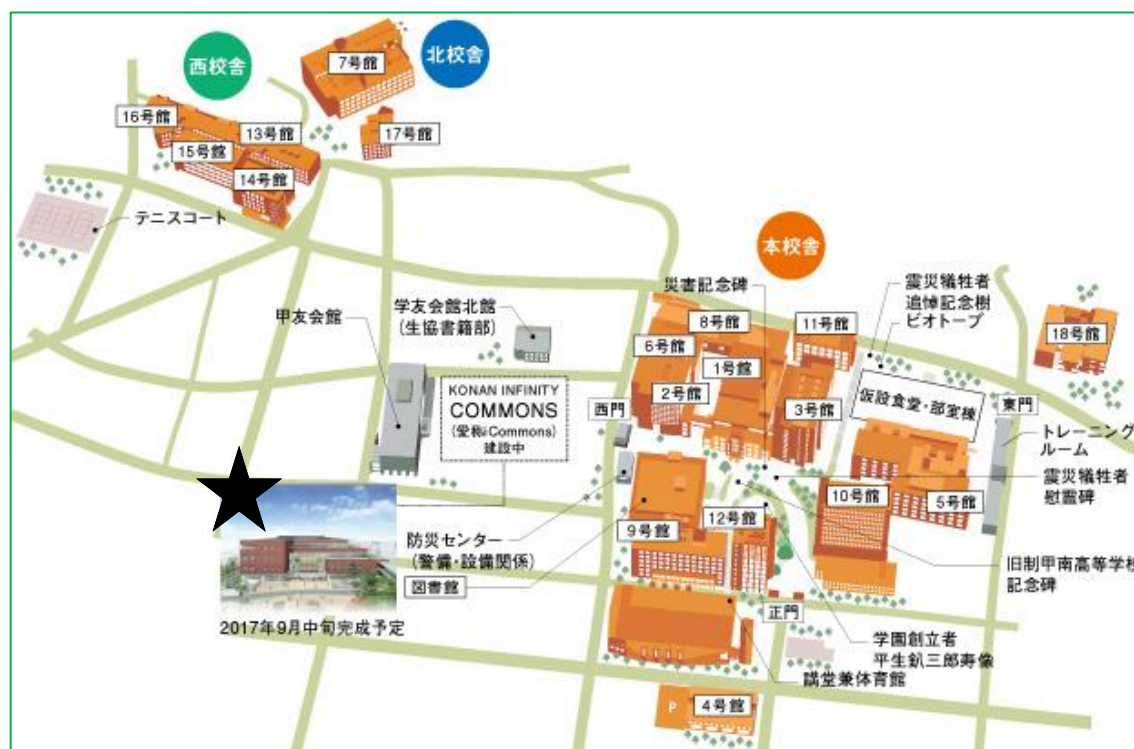 7号館
北校舎
西校舎
16号館
13号館
17号館
15号館
14号館
テニスコート
本校舎
災害記念碑
震災犠牲者
追悼記念樹
ビオトープ
学友会館北館
(生協書籍部)
甲友会館
8号館
11号館
18号館
6号館
1号館
KONAN INFINITY
COMMONS
(愛称:iCommons)
建設中
2号館
3号館
仮設食堂・部室棟
西門
東門
トレーニング
ルーム
震災犠牲者
慰霊碑
10号館
5号館
12号館
9号館
防災センター
(警備・設備関係)
図書館
旧制甲南高等学校
記念碑
2017年9月中旬完成予定
正門
学園創立者
平生釟三郎寿像
講堂兼体育館
P
4号館